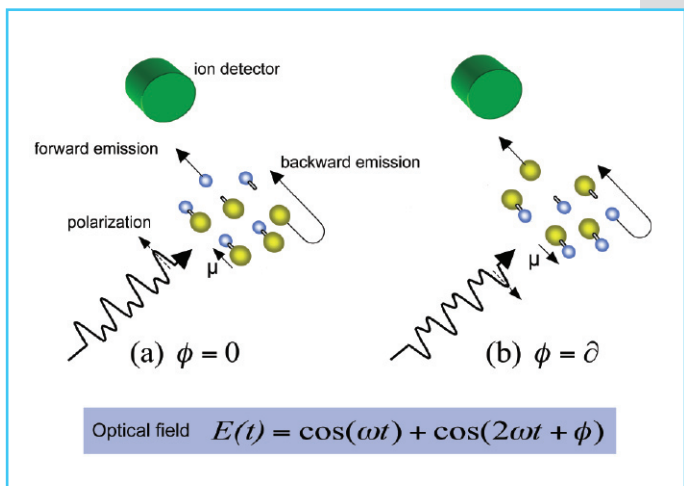 ion detector
forward emission
backward emission
polarization
μ
μ
(a) ϕ = 0
(b) ϕ = ∂
Optical field E(t) = cos(ωt) + cos(2ωt + ϕ)